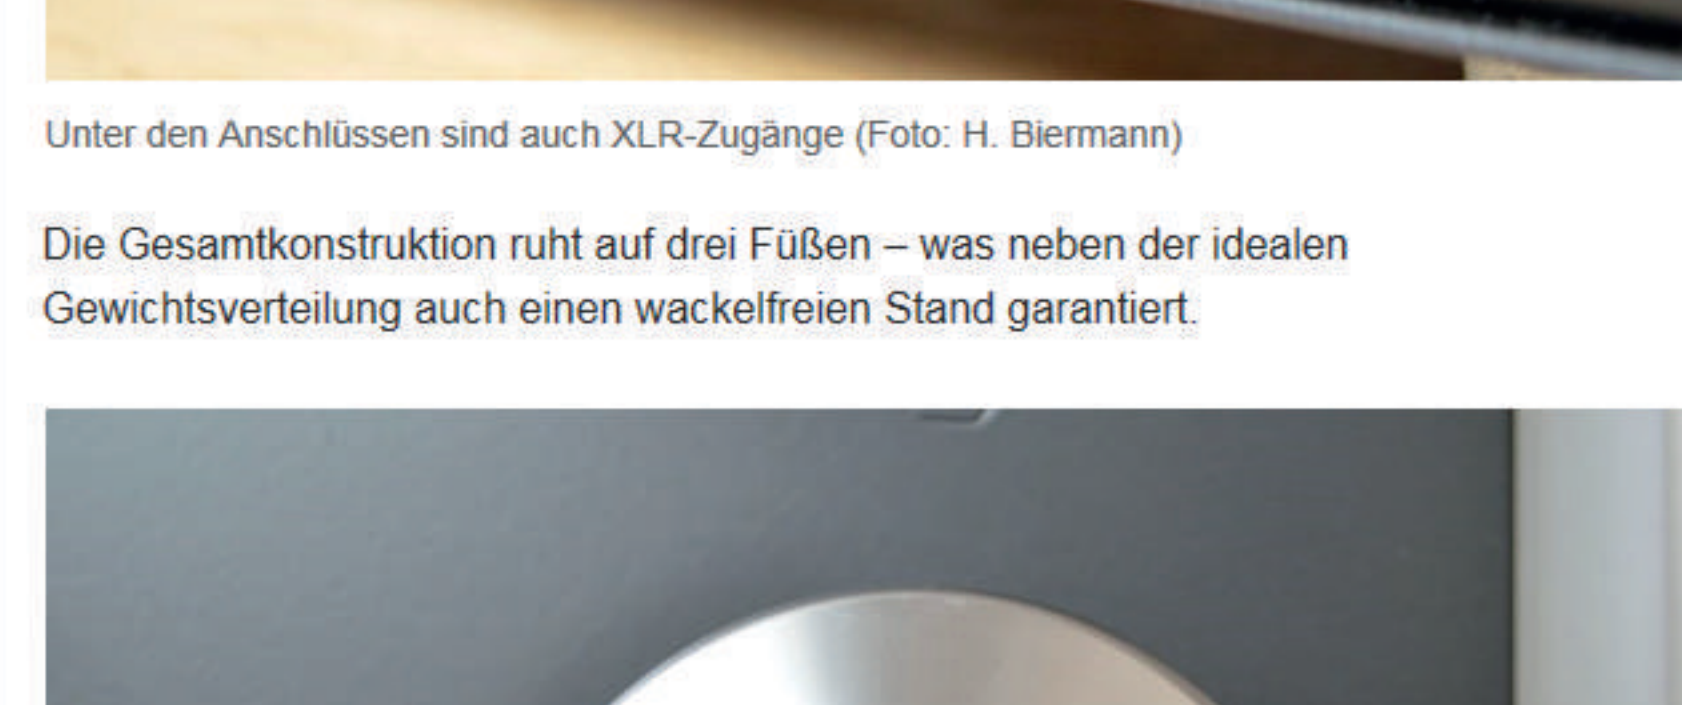 Unter den Anschlüssen sind auch XLR-Zugänge (Foto: H. Biermann)
Die Gesamtkonstruktion ruht auf drei Füßen – was neben der idealen
Gewichtsverteilung auch einen wackelfreien Stand garantiert.